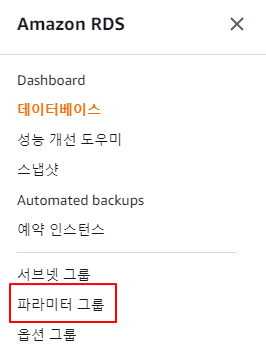 Amazon RDS
Dashboard
데이터베이스
성능 개선 도우미
스냅샷
Automated backups
예약 인스턴스
서브넷 그룹
파라미터 그룹
옵션 그룹